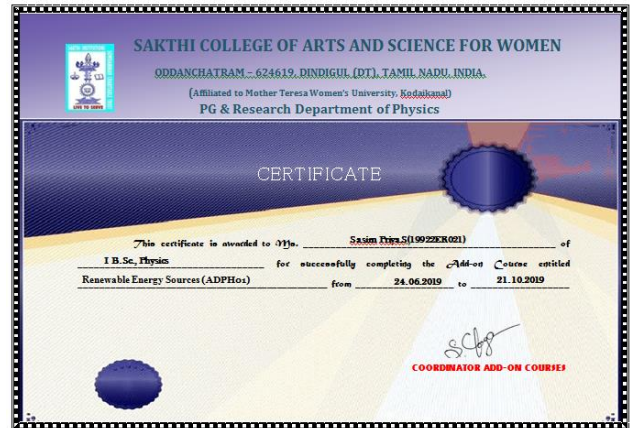 SAKTHI COLLEGE OF ARTS AND SCIENCE FOR WOMEN
ODDANCHATRAM – 624619, DINDIGUL (DT), TAMIL NADU, INDIA.
(Affiliated to Mother Teresa Women's University, Kodaikanal)
PG & Research Department of Physics
LIVE TO SERVE
CERTIFICATE
This certificate is awarded to Ms. Sasim Priya.S of
I B.Sc., Physics for successfully completing the Add-on Course entitled
Renewable Energy Sources (ADPH01) from 24.06.2019 to 21.10.2019
COORDINATOR ADD-ON COURSES